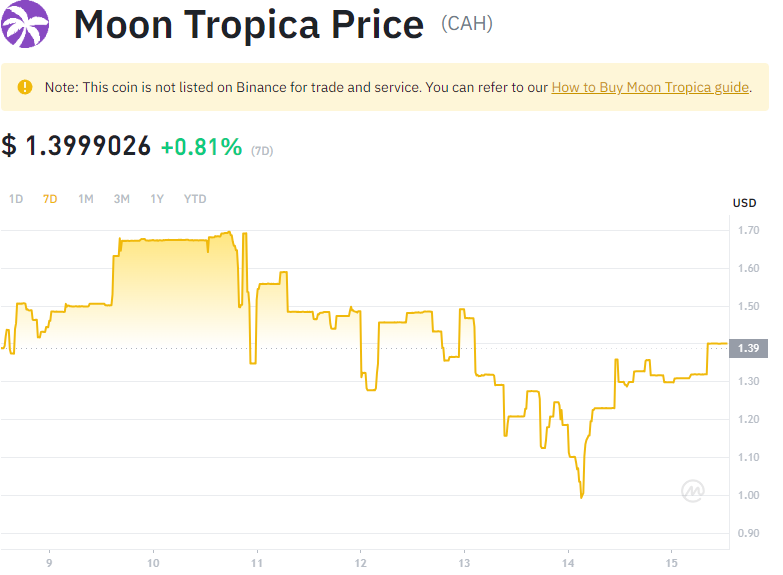 Moon Tropica Price (CAH)
Note: This coin is not listed on Binance for trade and service. You can refer to our How to Buy Moon Tropica guide.
$ 1.3999026 +0.81% (7D)
1D 7D 1M 3M 1Y YTD
USD
1.70
1.60
1.50
1.39
1.30
1.20
1.10
1.00
0.90
9 10 11 12 13 14 15